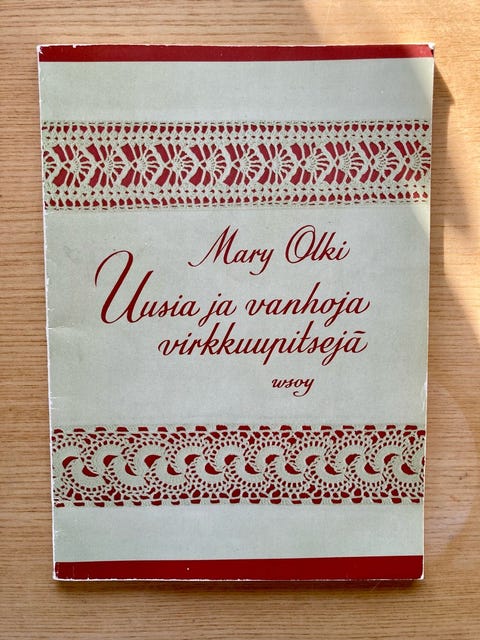 Mary Olki
Uusia ja vanhoja
virkkuupitsejä
wsoy